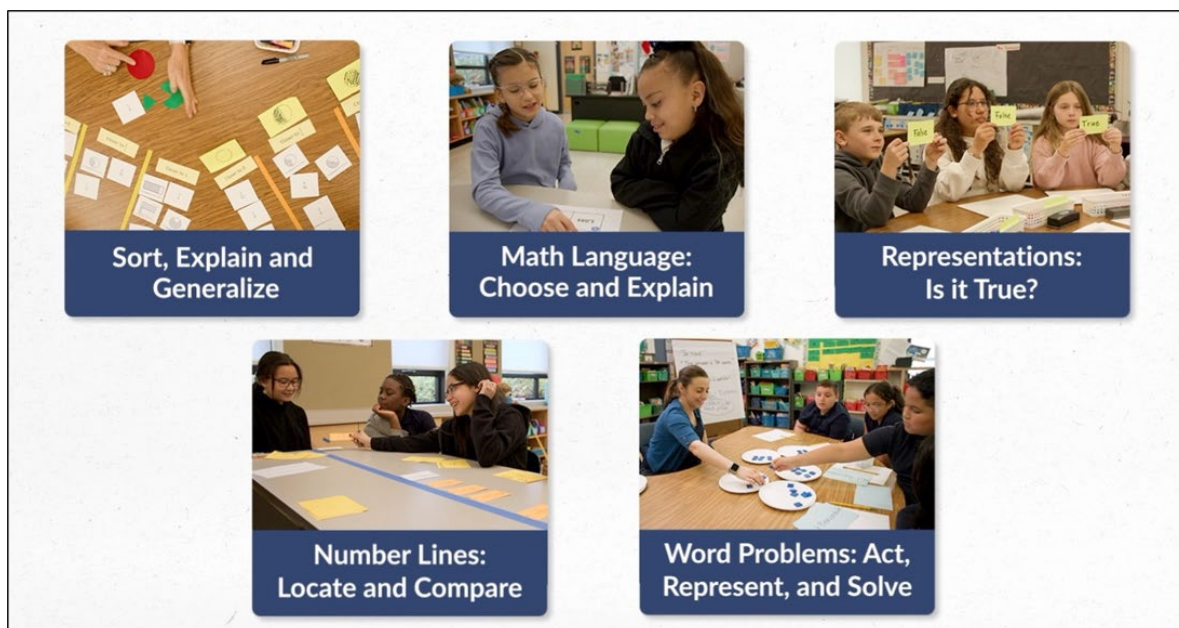 Sort, Explain and
Generalize
Math Language:
Choose and Explain
False
False
True
Representations:
Is it True?
Number Lines:
Locate and Compare
Word Problems: Act,
Represent, and Solve